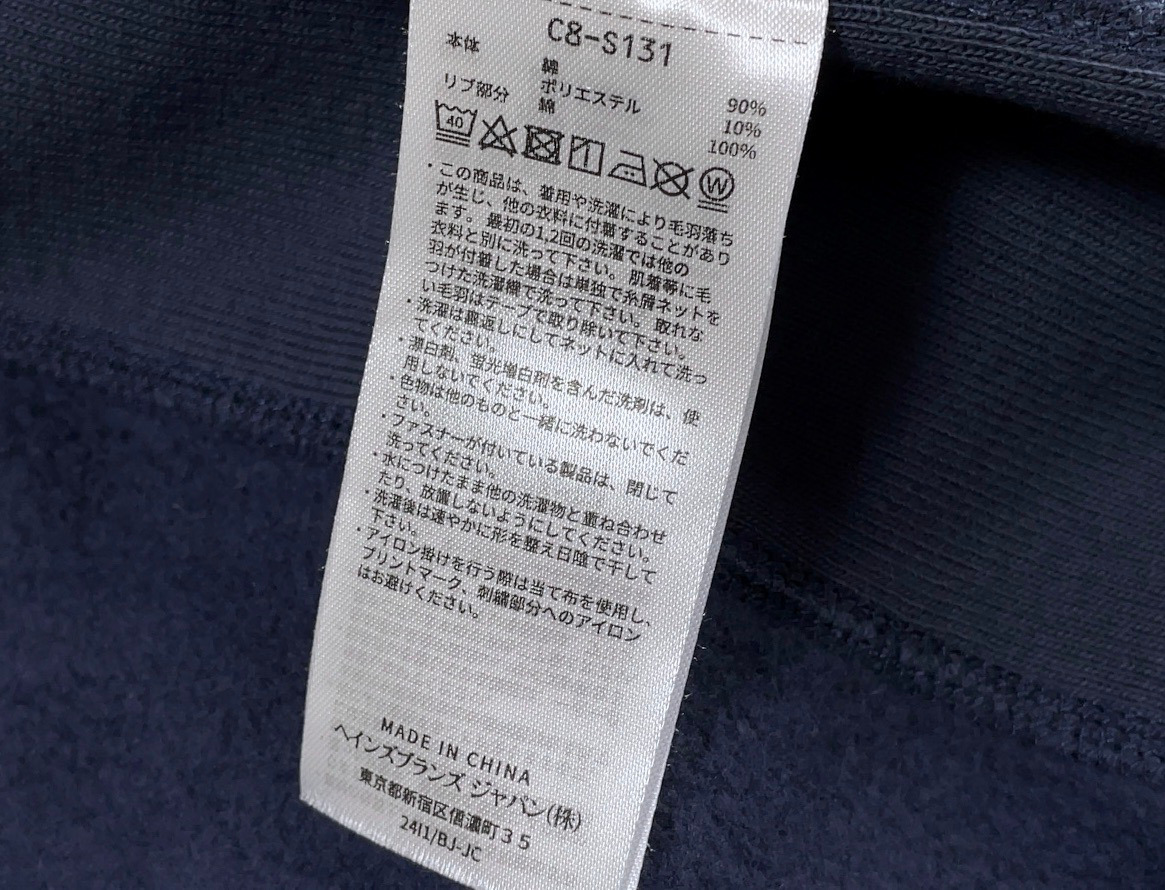 C8-S131
本体 綿 90%
ポリエステル 10%
リブ部分 綿 100%
40 W
・この商品は、着用や洗濯により毛羽落ち
が生じ、他の衣料に付着することがあり
ます。最初の1,2回の洗濯では他の
衣料と別に洗って下さい。肌着等に毛
羽が付着した場合は単独で糸屑ネットを
つけた洗濯機で洗って下さい。取れな
い毛羽はテープで取り除いて下さい。
・洗濯は裏返しにしてネットに入れて洗っ
てください。
・漂白剤、蛍光増白剤を含んだ洗剤は、使
用しないでください。
・色物は他のものと一緒に洗わないでくだ
さい。
・ファスナーが付いている製品は、閉じて
洗ってください。
・水につけたまま他の洗濯物と重ね合わせ
たり、放置しないようにしてください。
・洗濯後は速やかに形を整え日陰で干して
下さい。
・アイロン掛けを行う際は当て布を使用し、
プリントマーク、刺繍部分へのアイロン
はお避けください。
MADE IN CHINA
ヘインズブランズ ジャパン(株)
東京都新宿区信濃町35
24I1/BJ-JC